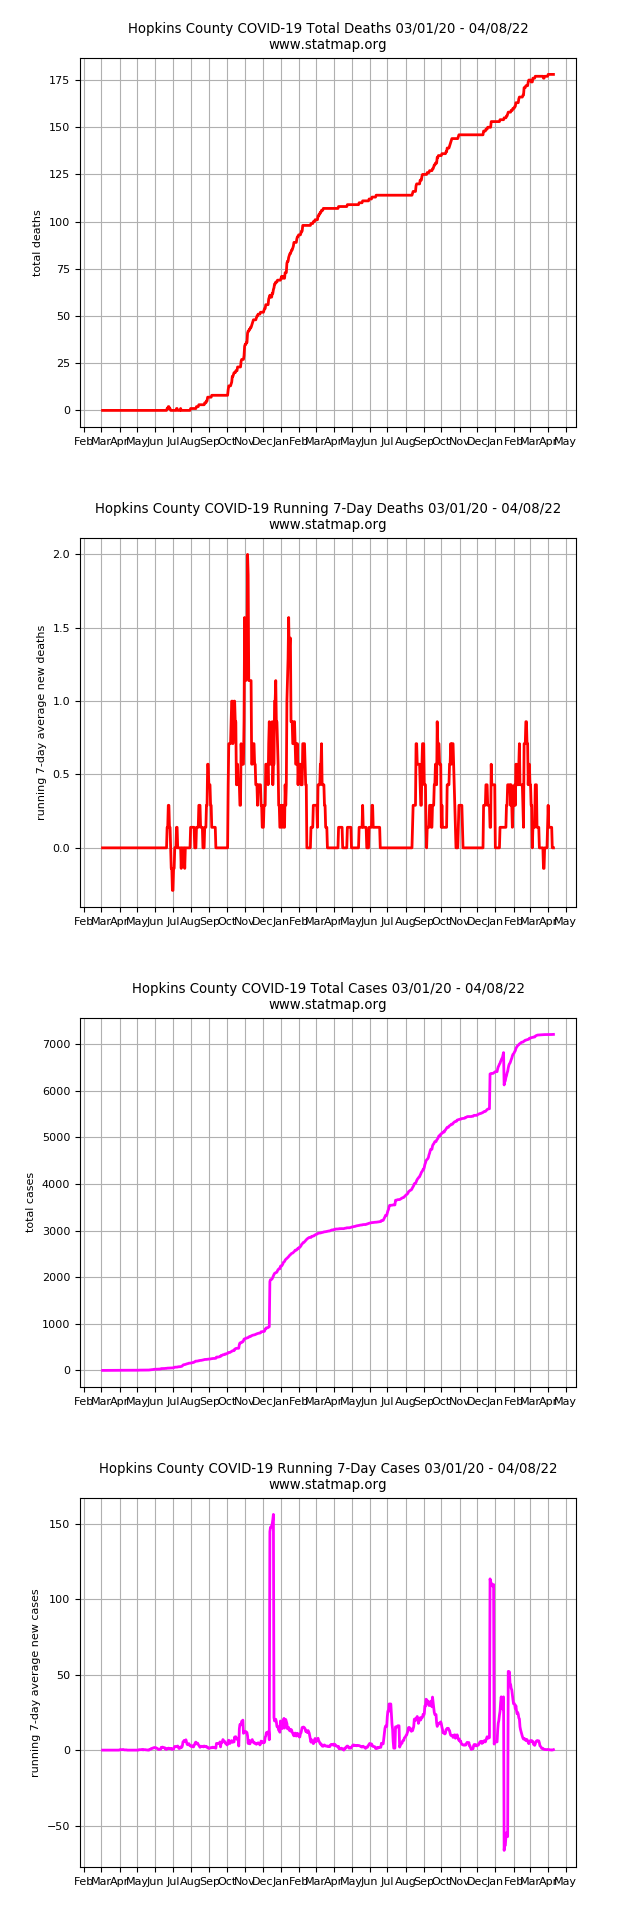 Hopkins County COVID-19 Total Deaths 03/01/20 - 04/08/22
www.statmap.org
total deaths
175
150
125
100
75
50
25
0
Feb Mar Apr May Jun Jul Aug Sep Oct Nov Dec Jan Feb Mar Apr May Jun Jul Aug Sep Oct Nov Dec Jan Feb Mar Apr May
Hopkins County COVID-19 Running 7-Day Deaths 03/01/20 - 04/08/22
www.statmap.org
running 7-day average new deaths
2.0
1.5
1.0
0.5
0.0
Feb Mar Apr May Jun Jul Aug Sep Oct Nov Dec Jan Feb Mar Apr May Jun Jul Aug Sep Oct Nov Dec Jan Feb Mar Apr May
Hopkins County COVID-19 Total Cases 03/01/20 - 04/08/22
www.statmap.org
total cases
7000
6000
5000
4000
3000
2000
1000
0
Feb Mar Apr May Jun Jul Aug Sep Oct Nov Dec Jan Feb Mar Apr May Jun Jul Aug Sep Oct Nov Dec Jan Feb Mar Apr May
Hopkins County COVID-19 Running 7-Day Cases 03/01/20 - 04/08/22
www.statmap.org
running 7-day average new cases
150
100
50
0
−50
Feb Mar Apr May Jun Jul Aug Sep Oct Nov Dec Jan Feb Mar Apr May Jun Jul Aug Sep Oct Nov Dec Jan Feb Mar Apr May